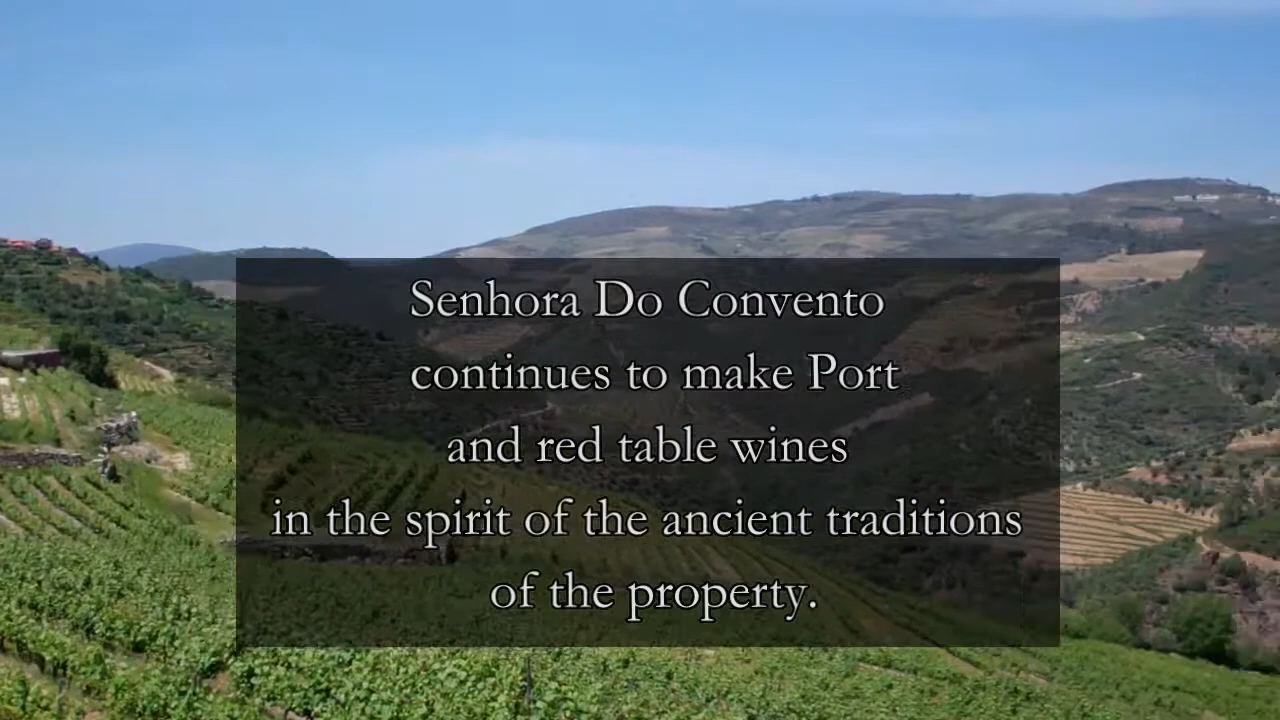 Senhora Do Convento
continues to make Port
and red table wines
in the spirit of the ancient traditions
of the property.